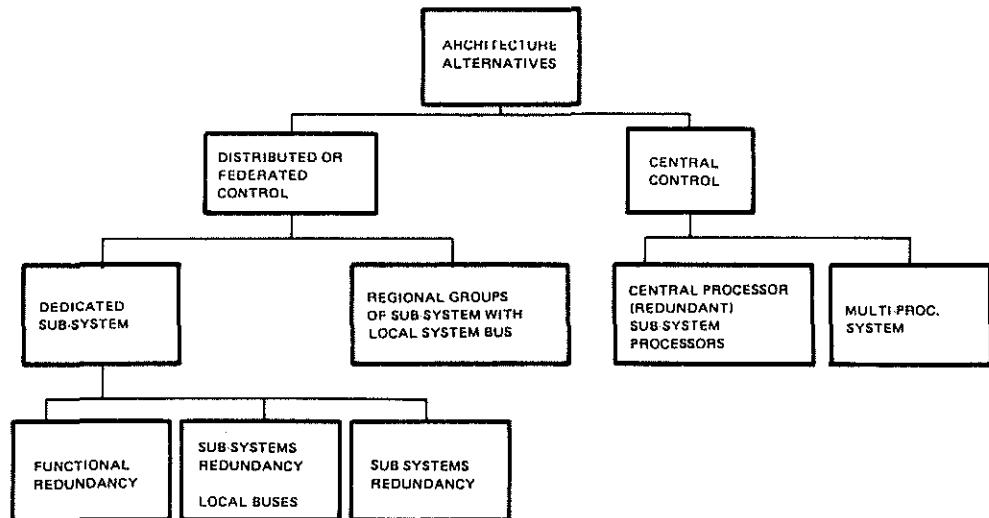 ARCHITECTURE
ALTERNATIVES
DISTRIBUTED OR
FEDERATED
CONTROL
CENTRAL
CONTROL
DEDICATED
SUB-SYSTEM
REGIONAL GROUPS
OF SUB-SYSTEM WITH
LOCAL SYSTEM BUS
CENTRAL PROCESSOR
(REDUNDANT)
SUB-SYSTEM
PROCESSORS
MULTI-PROC.
SYSTEM
FUNCTIONAL
REDUNDANCY
SUB-SYSTEMS
REDUNDANCY
LOCAL BUSES
SUB SYSTEMS
REDUNDANCY